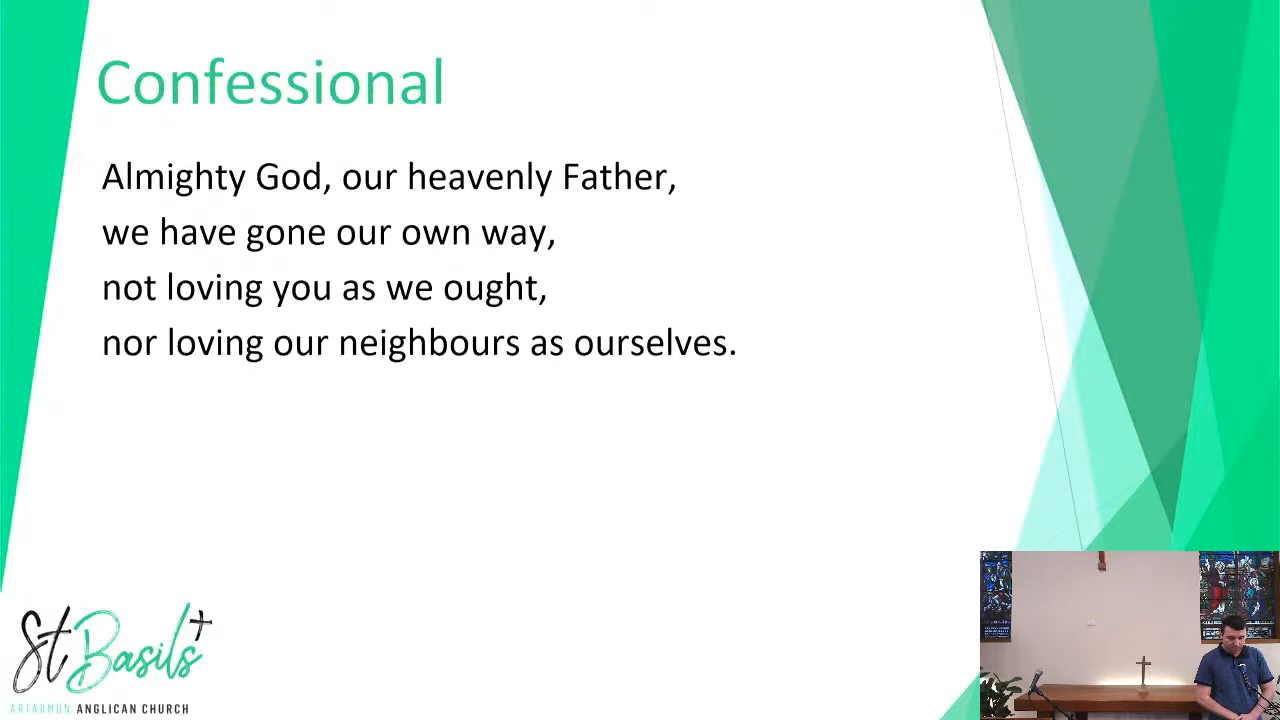 Confessional
Almighty God, our heavenly Father,
we have gone our own way,
not loving you as we ought,
nor loving our neighbours as ourselves.
St Basils
ARTARMON ANGLICAN CHURCH